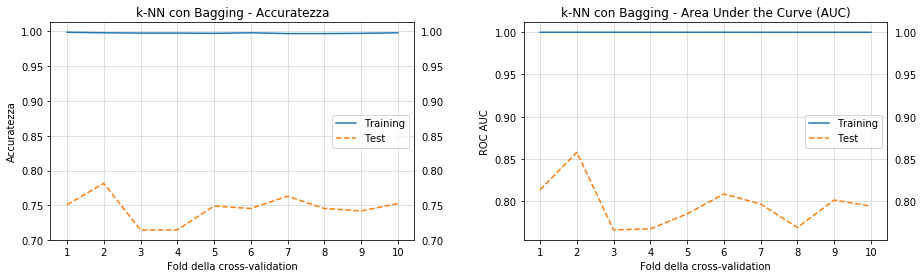 k-NN con Bagging - Accuratezza
1.00
0.95
0.90
0.85
0.80
0.75
0.70
Accuratezza
1.00
0.95
0.90
0.85
0.80
0.75
0.70
Training
Test
1 2 3 4 5 6 7 8 9 10
Fold della cross-validation
k-NN con Bagging - Area Under the Curve (AUC)
1.00
0.95
0.90
0.85
0.80
ROC AUC
1.00
0.95
0.90
0.85
0.80
Training
Test
1 2 3 4 5 6 7 8 9 10
Fold della cross-validation